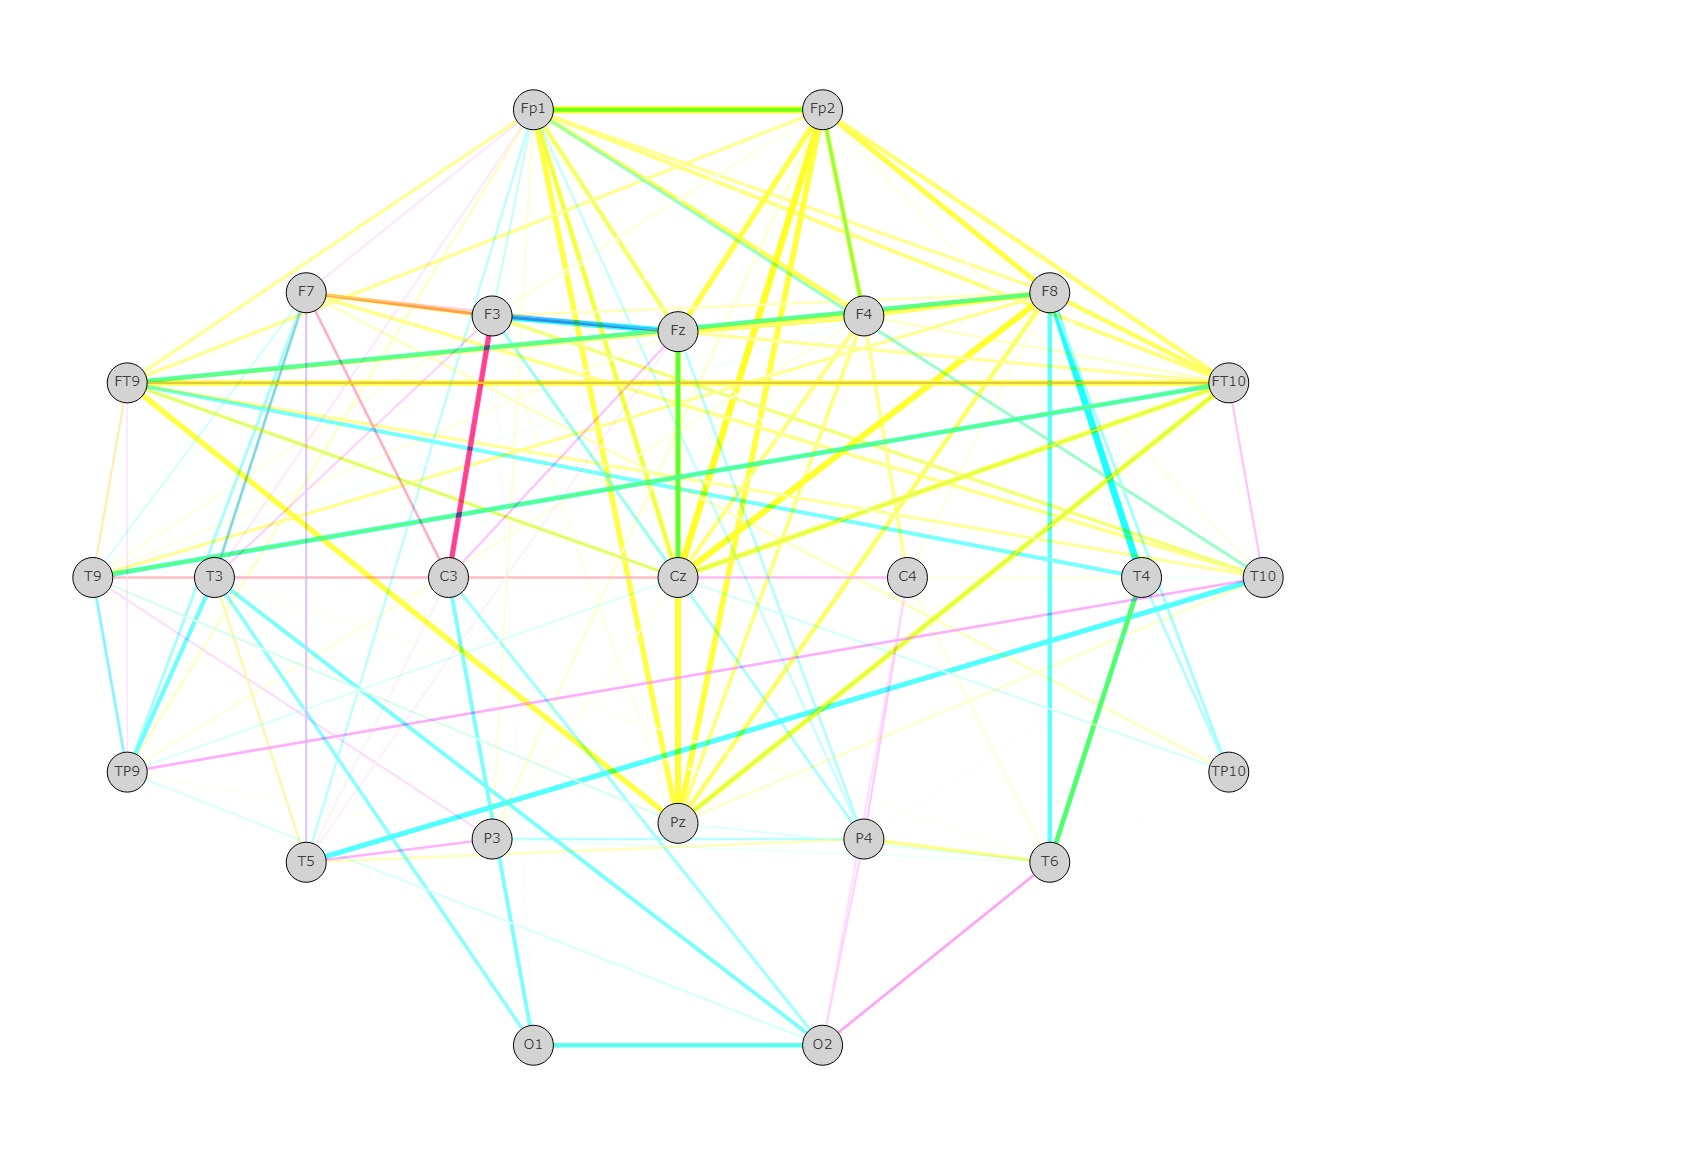 Fp1 Fp2
F7 F3 Fz F4 F8
FT9 FT10
T9 T3 C3 Cz C4 T4 T10
TP9 TP10
T5 P3 Pz P4 T6
O1 O2